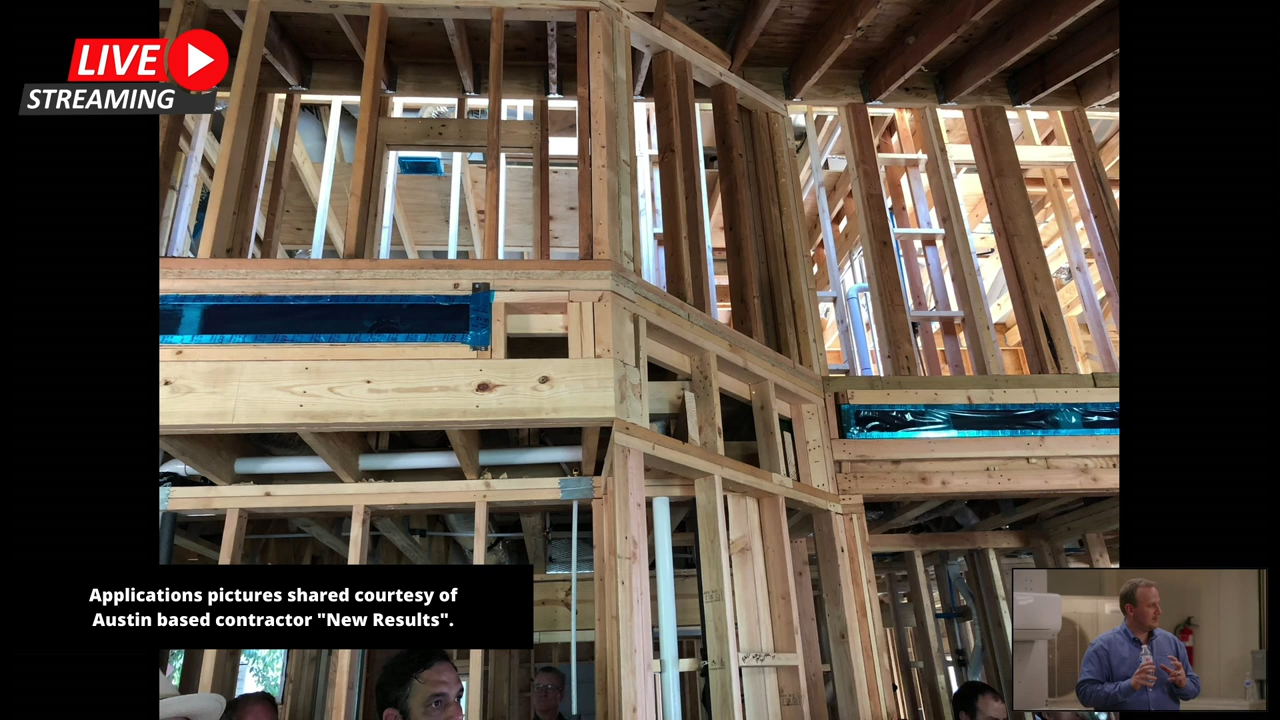 LIVE
STREAMING
Applications pictures shared courtesy of
Austin based contractor "New Results".